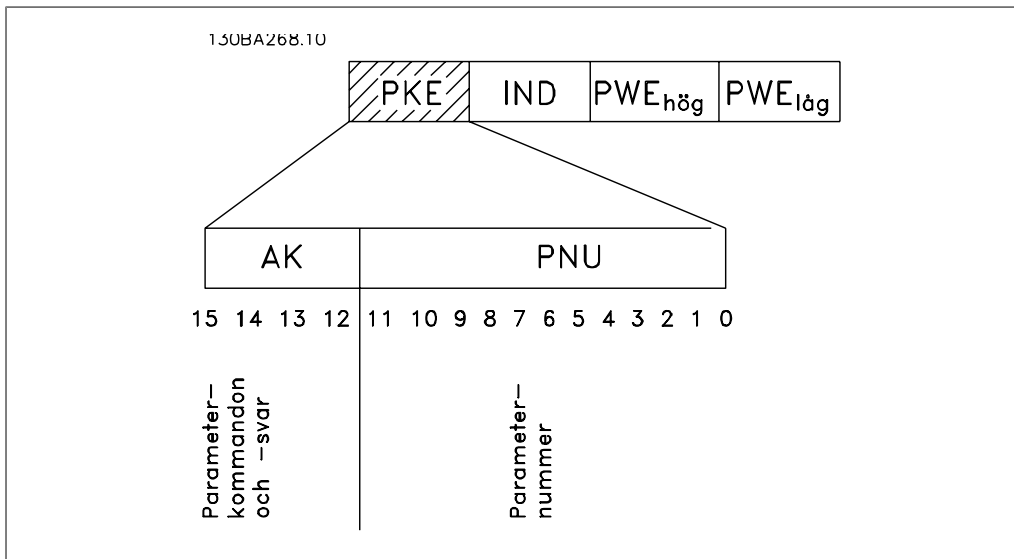 130BA268.10
PKE IND PWEhög PWElåg
AK PNU
15 14 13 12 11 10 9 8 7 6 5 4 3 2 1 0
Parameter-
kommandon
och -svar
Parameter-
nummer